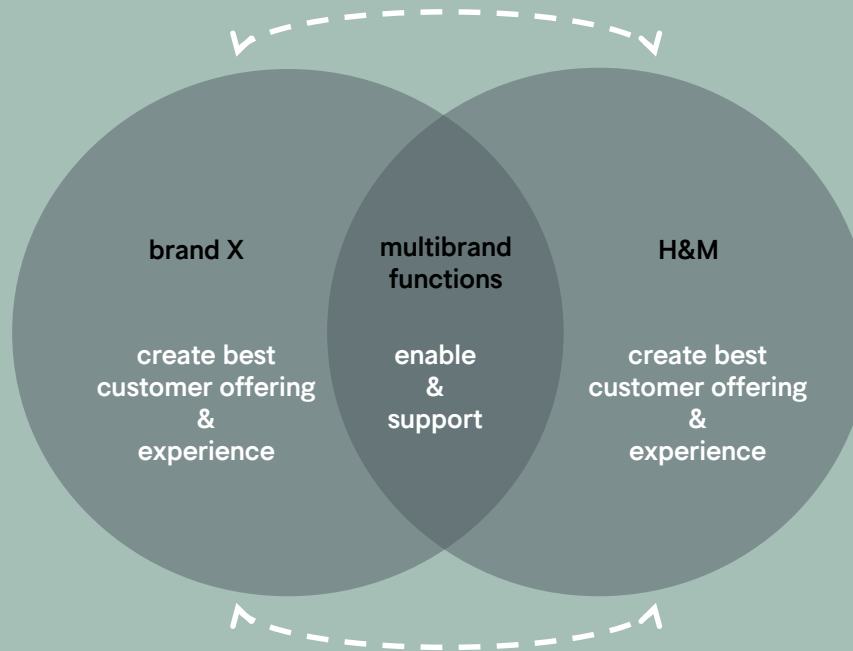 brand X
create best
customer offering
&
experience
multibrand
functions
enable
&
support
H&M
create best
customer offering
&
experience